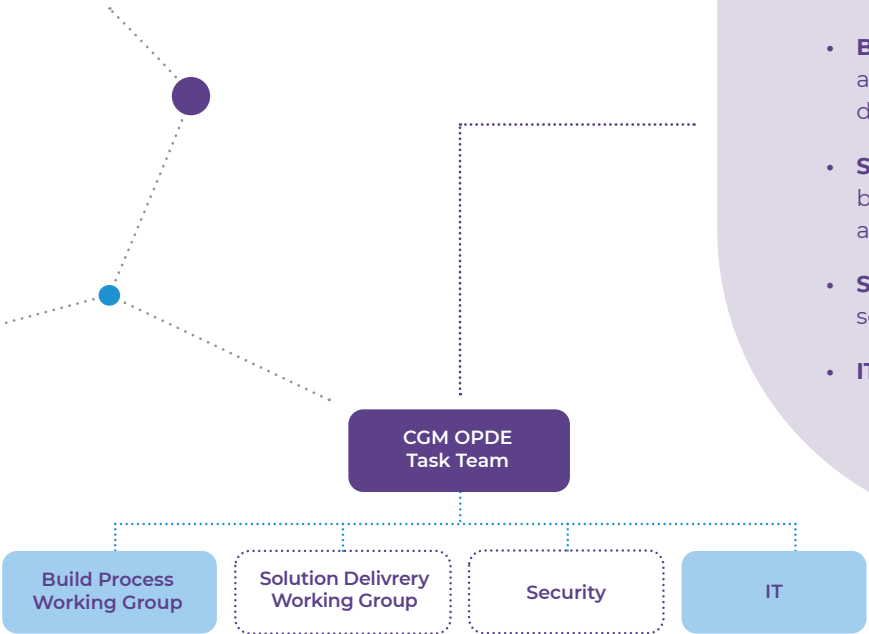 CGM OPDE
Task Team
Build Process
Working Group
Solution Delivrery
Working Group
Security
IT